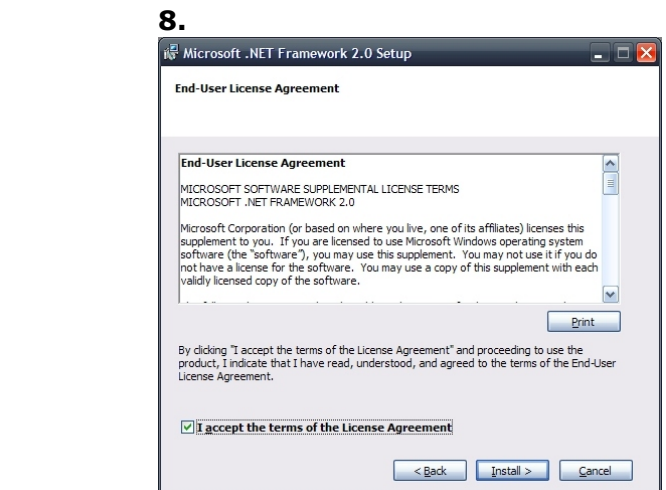 8.
Microsoft .NET Framework 2.0 Setup
End-User License Agreement
End-User License Agreement
MICROSOFT SOFTWARE SUPPLEMENTAL LICENSE TERMS
MICROSOFT .NET FRAMEWORK 2.0
Microsoft Corporation (or based on where you live, one of its affiliates) licenses this
supplement to you.  If you are licensed to use Microsoft Windows operating system
software (the "software"), you may use this supplement.  You may not use it if you do
not have a license for the software.  You may use a copy of this supplement with each
validly licensed copy of the software.
Print
By clicking "I accept the terms of the License Agreement" and proceeding to use the
product, I indicate that I have read, understood, and agreed to the terms of the End-User
License Agreement.
I accept the terms of the License Agreement
< Back Install > Cancel